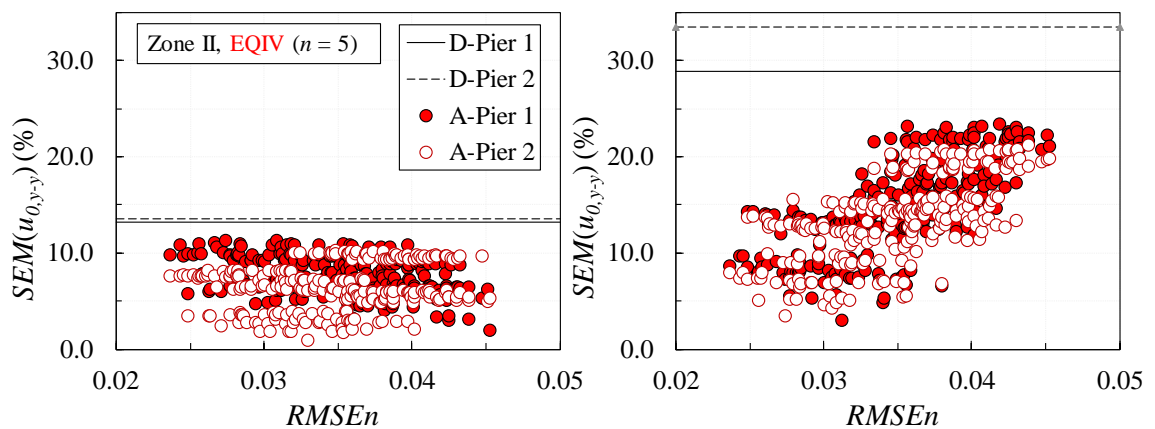 SEM(u0,y-y) (%)
30.0
20.0
10.0
0.0
Zone II, EQIV (n = 5)
D-Pier 1
D-Pier 2
A-Pier 1
A-Pier 2
0.02 0.03 0.04 0.05
RMSEn
SEM(u0,y-y) (%)
30.0
20.0
10.0
0.0
0.02 0.03 0.04 0.05
RMSEn